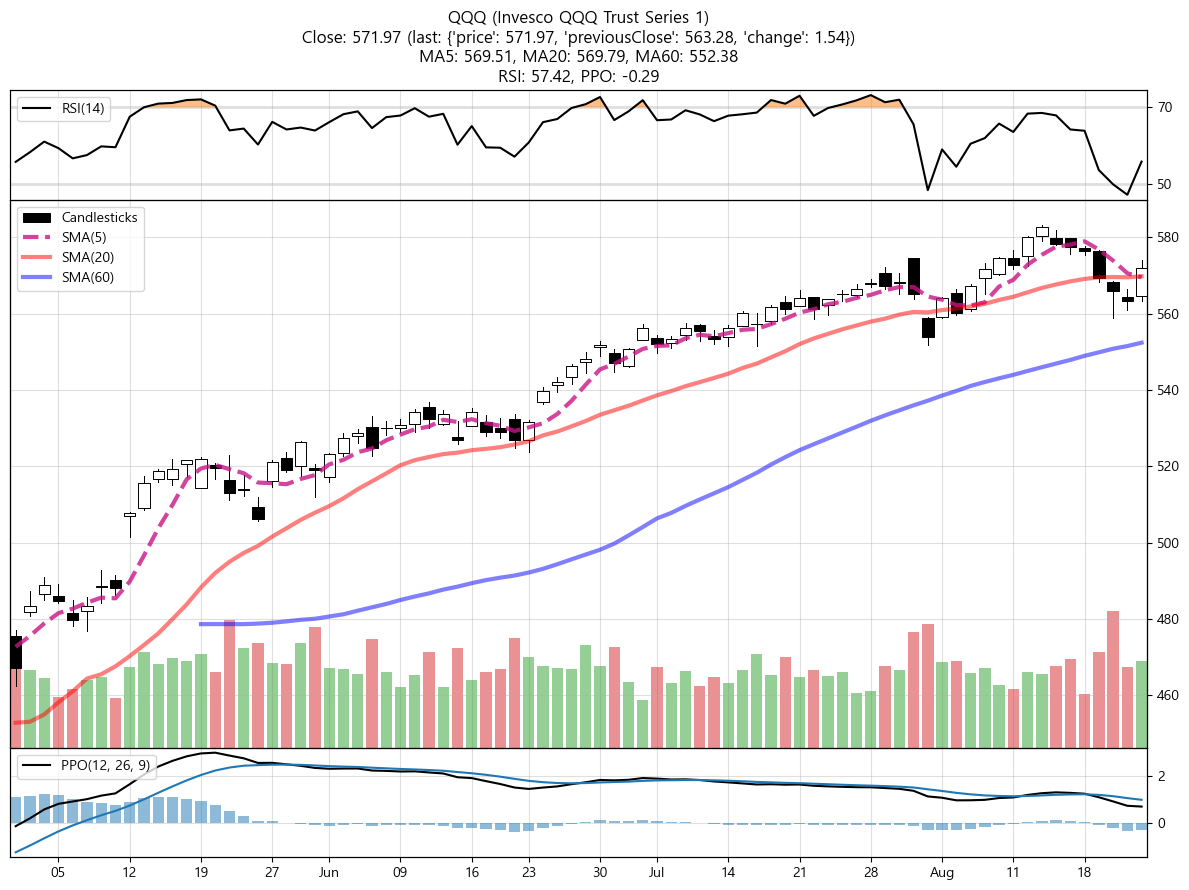 QQQ (Invesco QQQ Trust Series 1)
Close: 571.97 (last: {'price': 571.97, 'previousClose': 563.28, 'change': 1.54})
MA5: 569.51, MA20: 569.79, MA60: 552.38
RSI: 57.42, PPO: -0.29
RSI(14)
70
50
Candlesticks
SMA(5)
SMA(20)
SMA(60)
580
560
540
520
500
480
460
PPO(12, 26, 9)
2
0
05 12 19 27 Jun 09 16 23 30 Jul 14 21 28 Aug 11 18